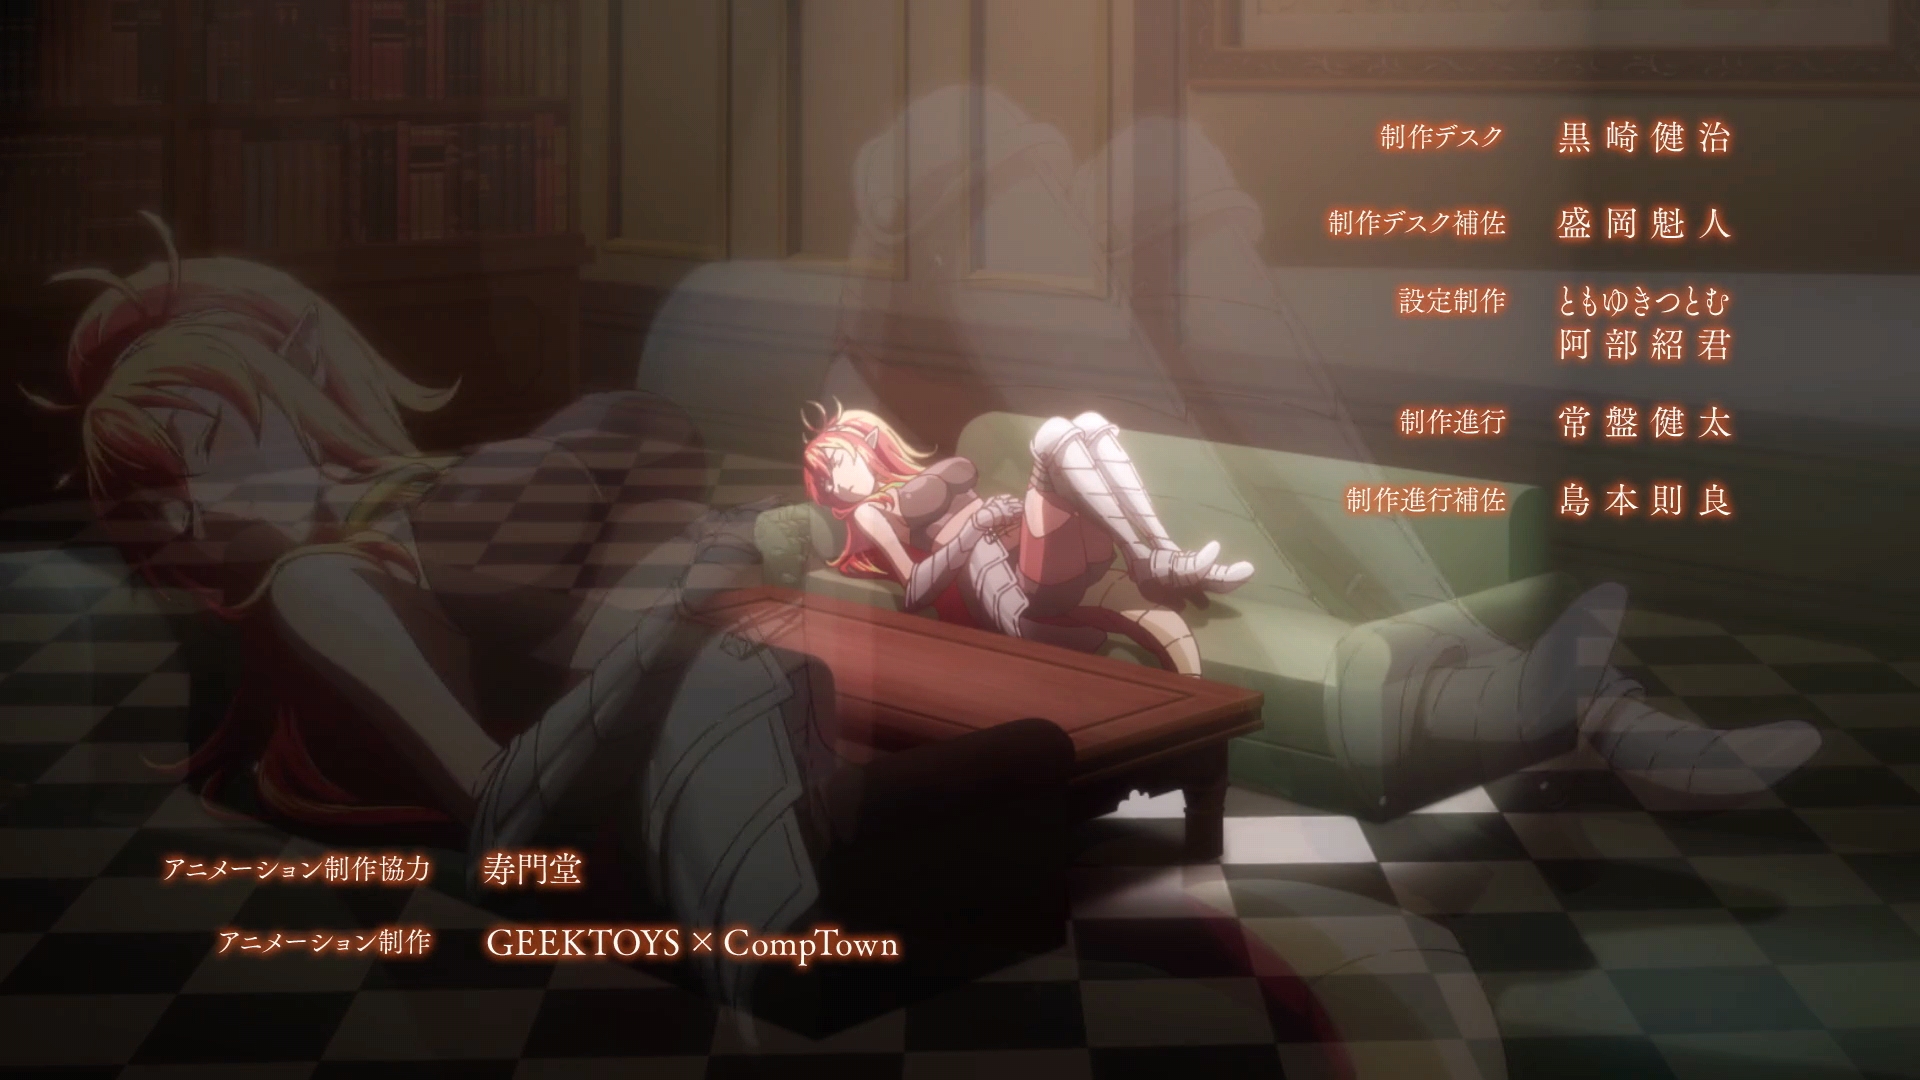 制作デスク 黒崎健治
制作デスク補佐 盛岡魁人
設定制作 ともゆきつとむ
阿部紹君
制作進行 常盤健太
制作進行補佐 島本則良
アニメーション制作協力 寿門堂
アニメーション制作 GEEKTOYS × CompTown